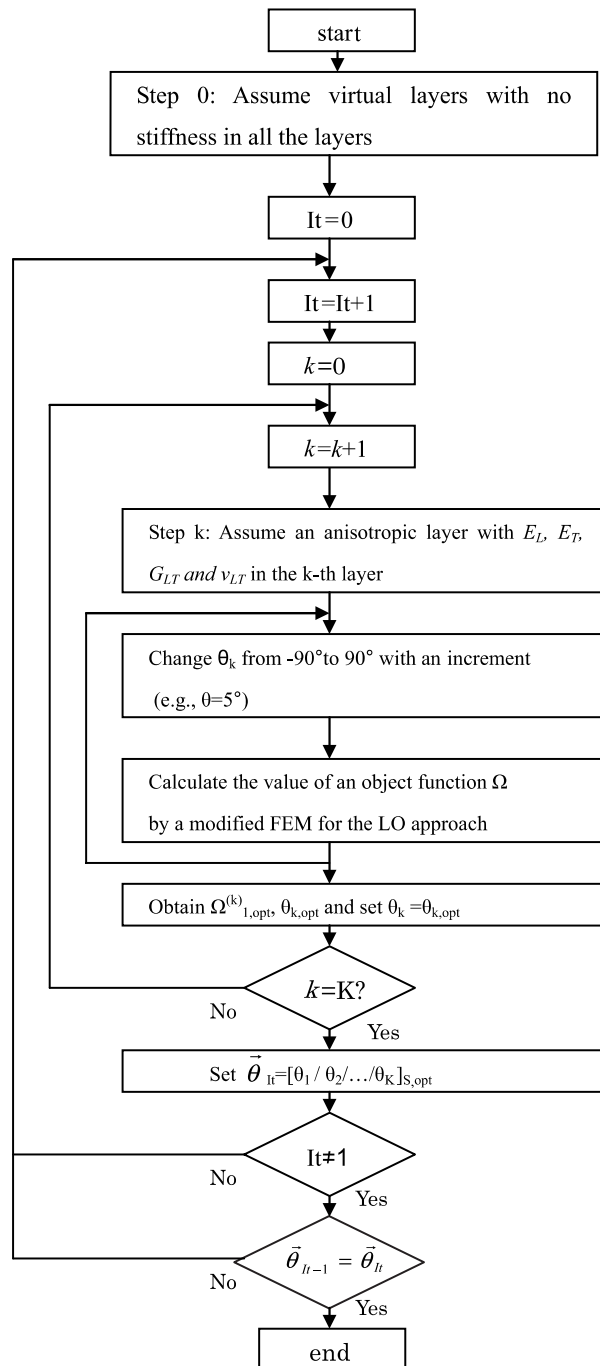 start
Step 0: Assume virtual layers with no
stiffness in all the layers
It=0
It=It+1
k=0
k=k+1
Step k: Assume an anisotropic layer with E_L, E_T,
G_LT and ν_LT in the k-th layer
Change θ_k from -90°to 90° with an increment
(e.g., θ=5°)
Calculate the value of an object function Ω
by a modified FEM for the LO approach
Obtain Ω^(k)_1,opt, θ_k,opt and set θ_k =θ_k,opt
k=K?
No
Yes
Set θ⃗ _It=[θ_1 / θ_2/…/θ_K]_S,opt
It≠1
No
Yes
θ⃗_It−1 = θ⃗_It
No
Yes
end